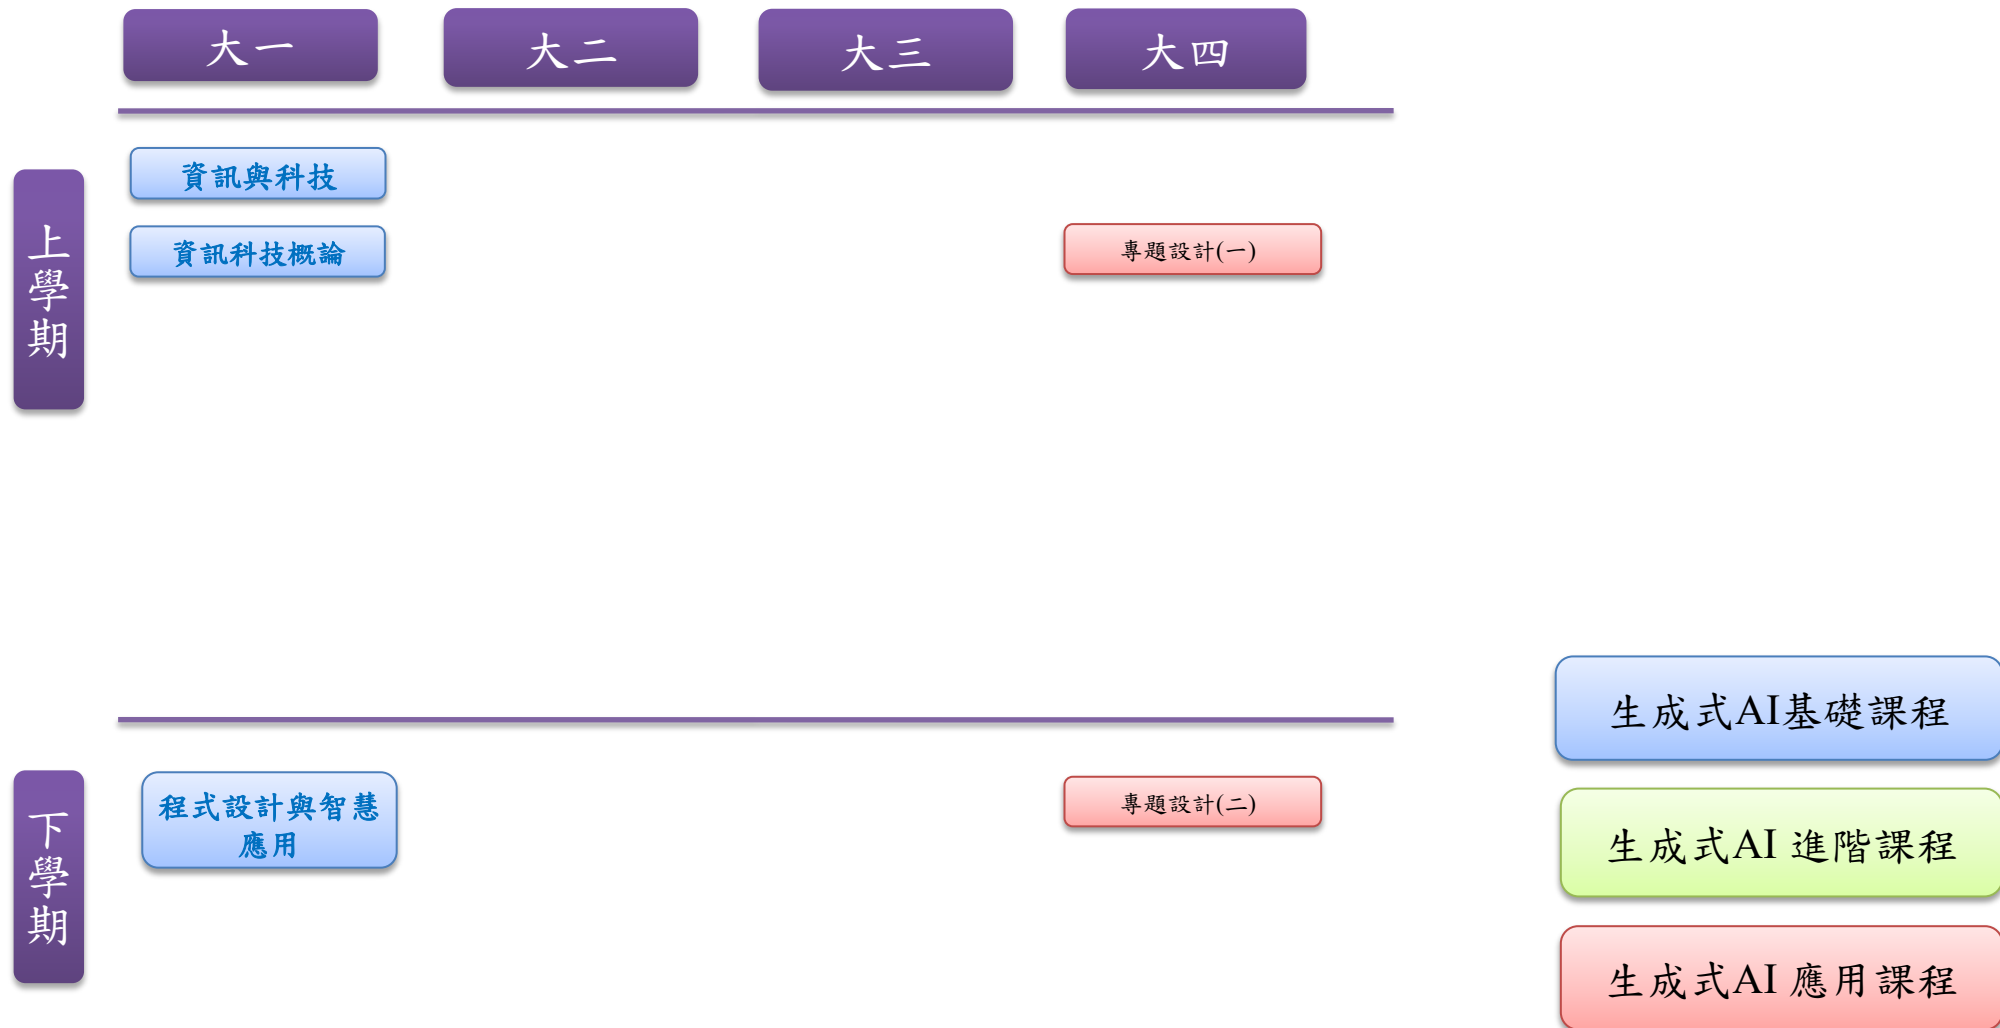 大一
大二
大三
大四
上學期
資訊與科技
資訊科技概論
專題設計(一)
下學期
程式設計與智慧
應用
專題設計(二)
生成式AI基礎課程
生成式AI 進階課程
生成式AI 應用課程